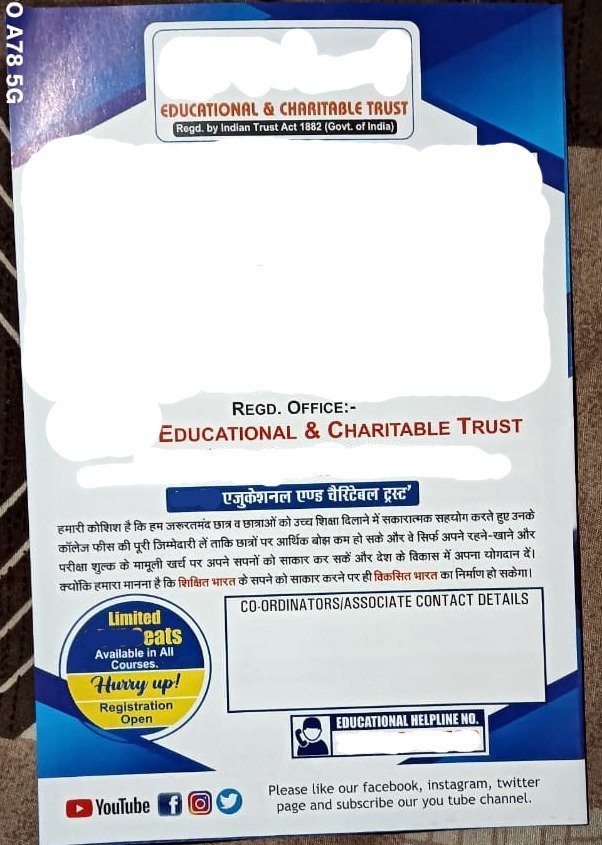 O A78 5G
EDUCATIONAL & CHARITABLE TRUST
Regd. by Indian Trust Act 1882 (Govt. of India)
REGD. OFFICE:-
EDUCATIONAL & CHARITABLE TRUST
एजुकेशनल एण्ड चैरिटेबल ट्रस्ट'
हमारी कोशिश है कि हम जरूरतमंद छात्र व छात्राओं को उच्च शिक्षा दिलाने में सकारात्मक सहयोग करते हुए उनके
कॉलेज फीस की पूरी जिम्मेदारी लें ताकि छात्रों पर आर्थिक बोझ कम हो सके और वे सिर्फ अपने रहने-खाने और
परीक्षा शुल्क के मामूली खर्च पर अपने सपनों को साकार कर सकें और देश के विकास में अपना योगदान दें।
क्योंकि हमारा मानना है कि शिक्षित भारत के सपने को साकार करने पर ही विकसित भारत का निर्माण हो सकेगा।
Limited
eats
Available in All
Courses.
Hurry up!
Registration
Open
CO-ORDINATORS/ASSOCIATE CONTACT DETAILS
EDUCATIONAL HELPLINE NO.
YouTube
Please like our facebook, instagram, twitter
page and subscribe our you tube channel.